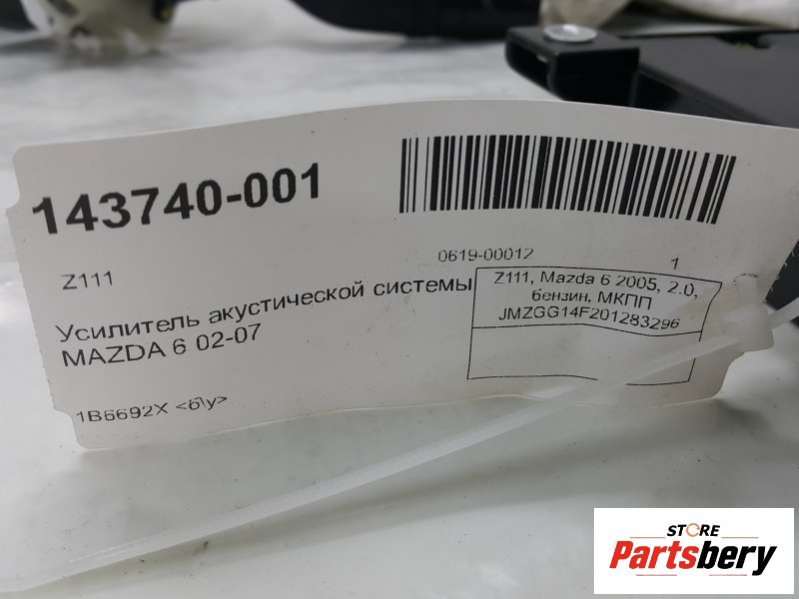 143740-001
Z111
0619-00012
1
Усилитель акустической системы
MAZDA 6 02-07
Z111, Mazda 6 2005, 2.0,
бензин, МКПП
JMZGG14F201283296
1B6692X <б\у>
STORE
Partsbery